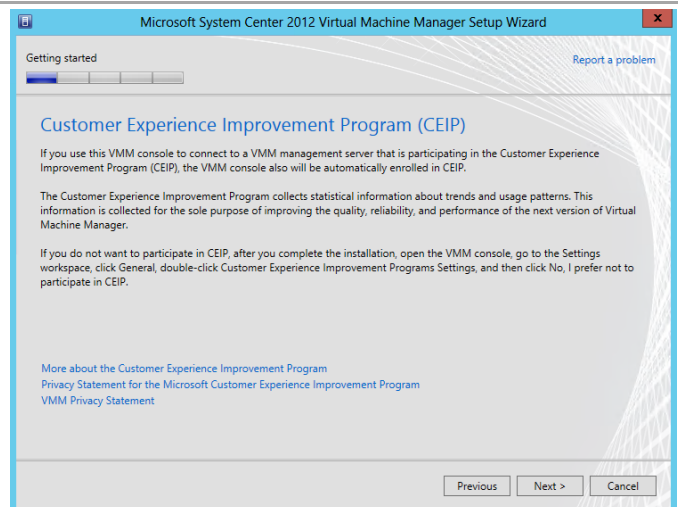 Microsoft System Center 2012 Virtual Machine Manager Setup Wizard
x
Getting started
Report a problem
Customer Experience Improvement Program (CEIP)
If you use this VMM console to connect to a VMM management server that is participating in the Customer Experience
Improvement Program (CEIP), the VMM console also will be automatically enrolled in CEIP.
The Customer Experience Improvement Program collects statistical information about trends and usage patterns. This
information is collected for the sole purpose of improving the quality, reliability, and performance of the next version of Virtual
Machine Manager.
If you do not want to participate in CEIP, after you complete the installation, open the VMM console, go to the Settings
workspace, click General, double-click Customer Experience Improvement Programs Settings, and then click No, I prefer not to
participate in CEIP.
More about the Customer Experience Improvement Program
Privacy Statement for the Microsoft Customer Experience Improvement Program
VMM Privacy Statement
Previous Next > Cancel